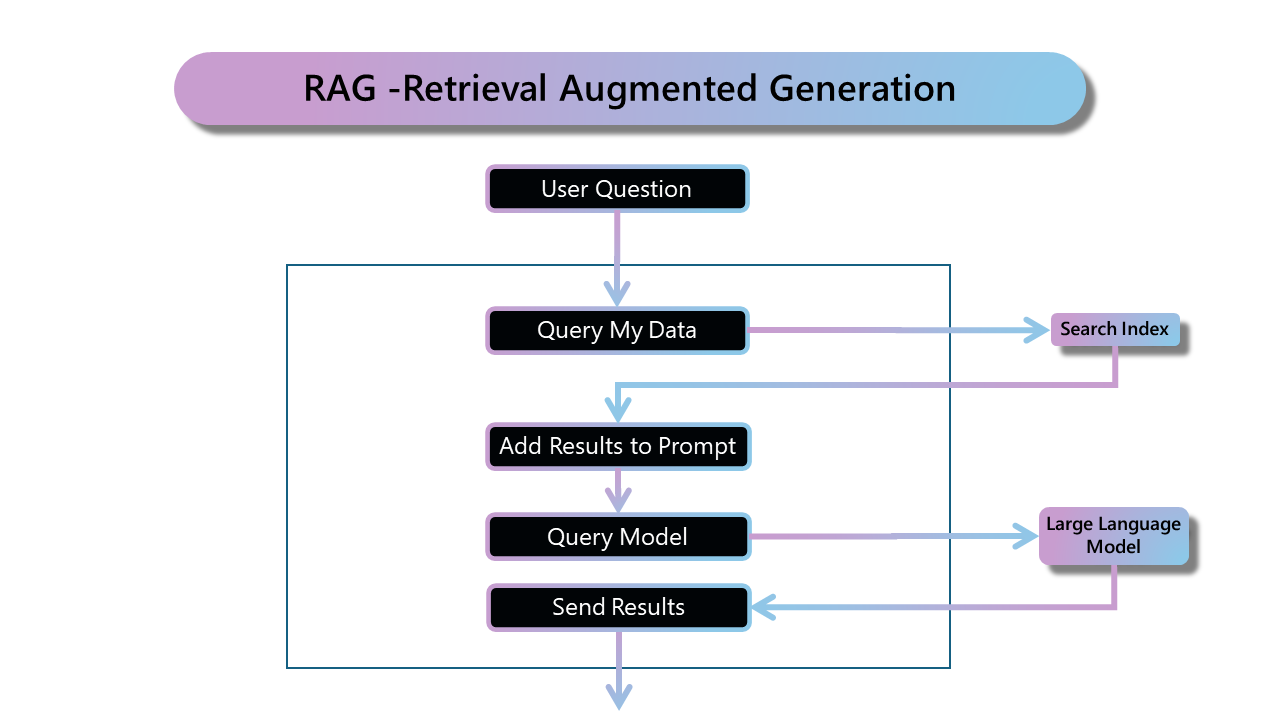 RAG -Retrieval Augmented Generation
User Question
Query My Data
Search Index
Add Results to Prompt
Query Model
Large Language
Model
Send Results